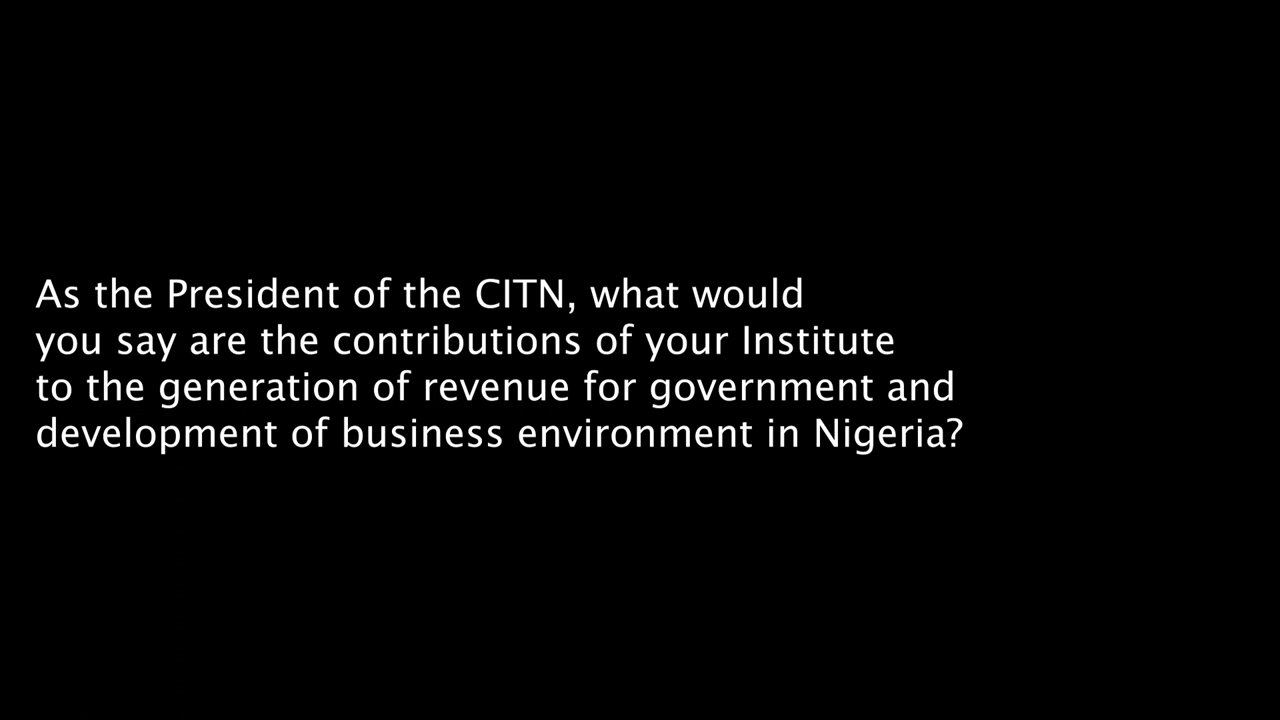 As the President of the CITN, what would
you say are the contributions of your Institute
to the generation of revenue for government and
development of business environment in Nigeria?